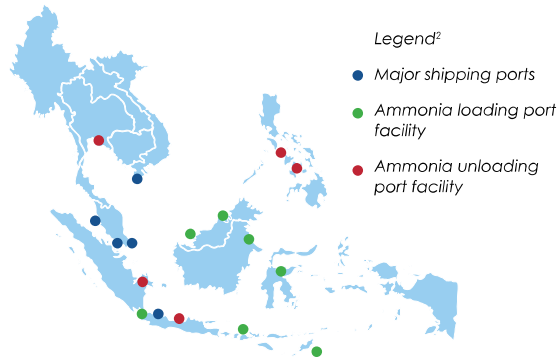 Legend²
Major shipping ports
Ammonia loading port
facility
Ammonia unloading
port facility